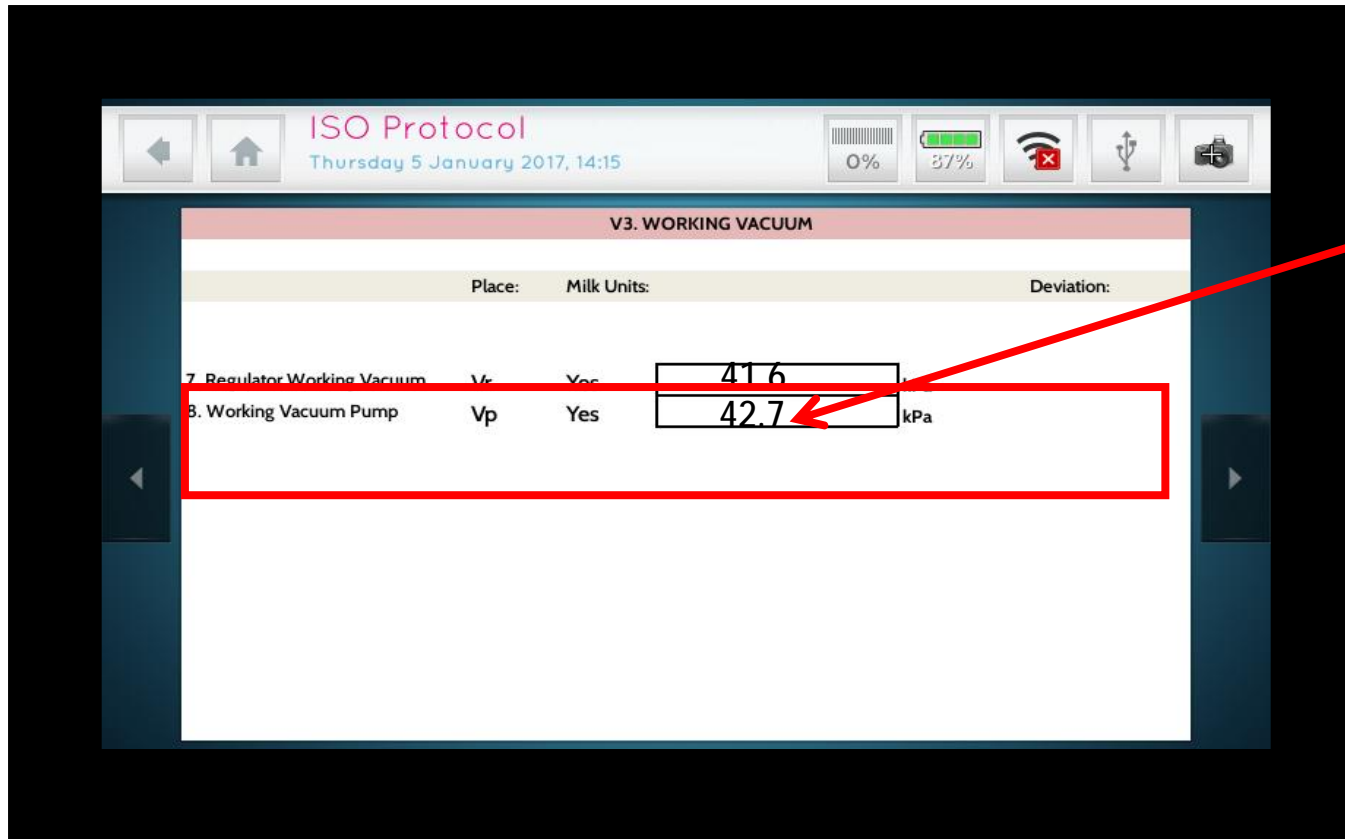 ISO Protocol
Thursday 5 January 2017, 14:15
0%
87%
V3. WORKING VACUUM
Place: Milk Units: Deviation:
7. Regulator Working Vacuum Vr Yes 41.6 kPa
8. Working Vacuum Pump Vp Yes 42.7 kPa